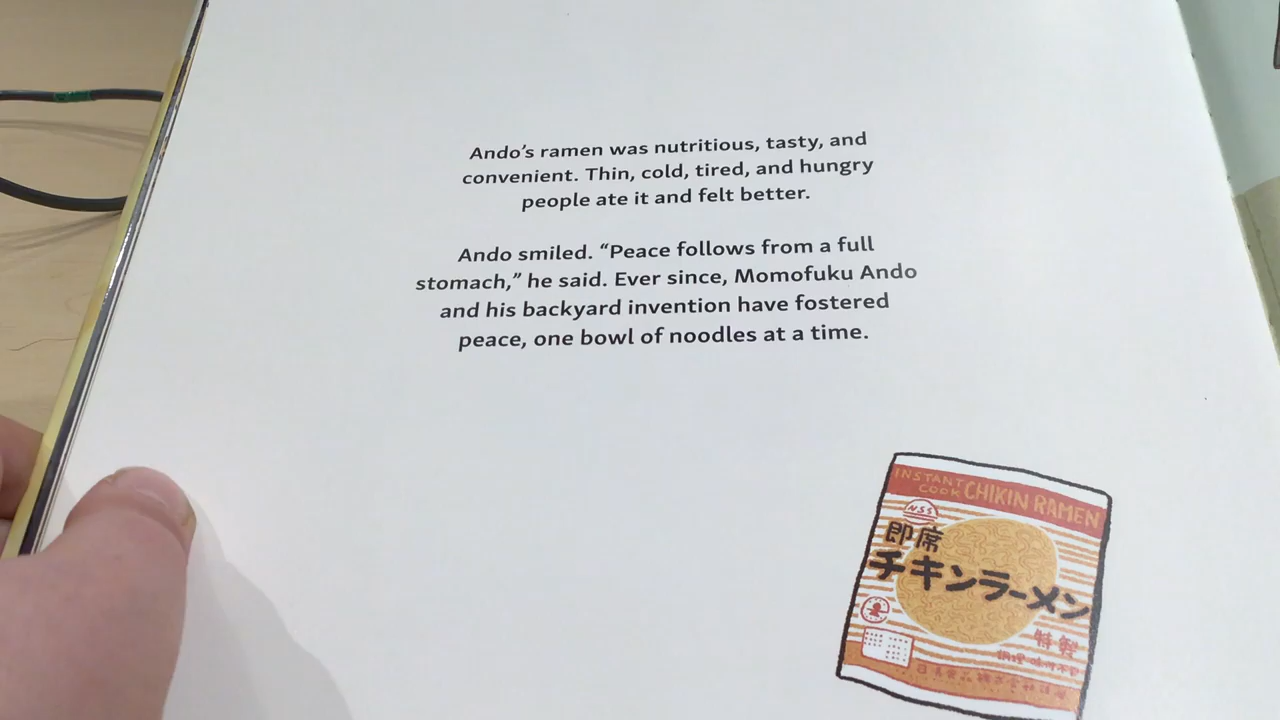 Ando's ramen was nutritious, tasty, and
convenient. Thin, cold, tired, and hungry
people ate it and felt better.
Ando smiled. “Peace follows from a full
stomach,” he said. Ever since, Momofuku Ando
and his backyard invention have fostered
peace, one bowl of noodles at a time.
INSTANT
COOK CHIKIN RAMEN
NSS
即席
チキンラーメン
特製